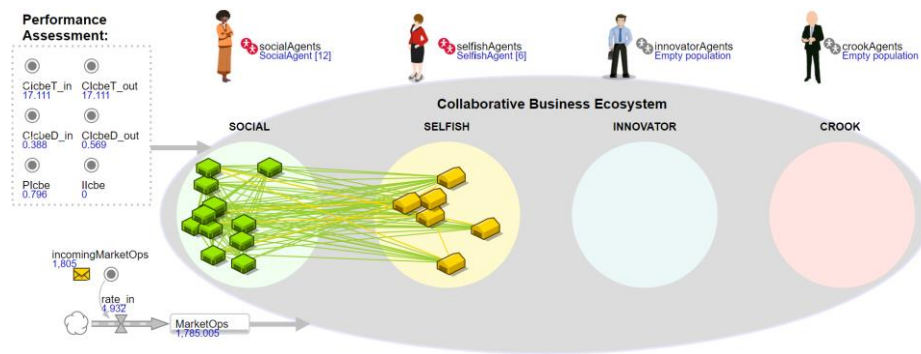 Performance
Assessment:
CicbeT_in
17.111
CIcbeT_out
17.111
CIcbeD_in
0.388
CIcbeD_out
0.569
PIcbe
0.796
IIcbe
0
socialAgents
SocialAgent [12]
selfishAgents
SelfishAgent [6]
innovatorAgents
Empty population
crookAgents
Empty population
Collaborative Business Ecosystem
SOCIAL
SELFISH
INNOVATOR
CROOK
incomingMarketOps
1,805
rate_in
4.932
MarketOps
1,785.005